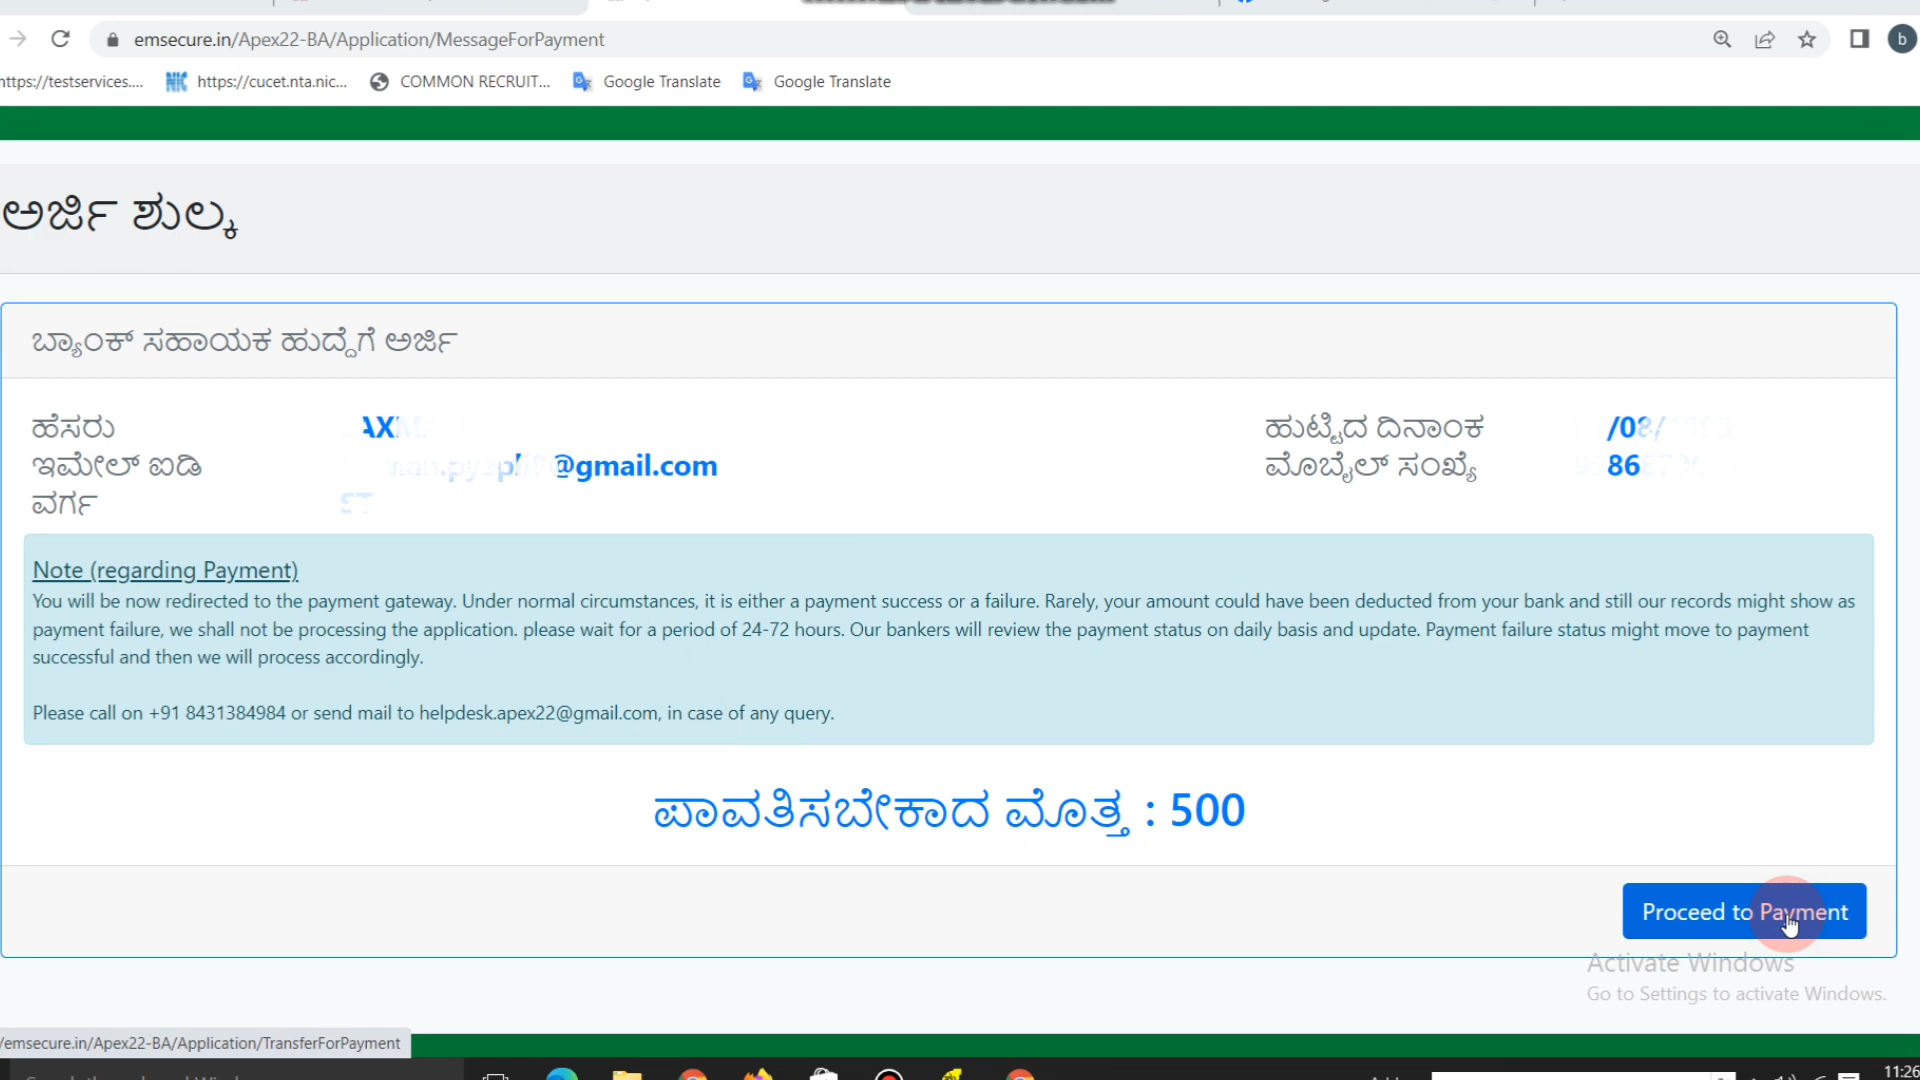 emsecure.in/Apex22-BA/Application/MessageForPayment
b
https://testservices.... NIC https://cucet.nta.nic... COMMON RECRUIT... Google Translate Google Translate
ಅರ್ಜಿ ಶುಲ್ಕ
ಬ್ಯಾಂಕ್ ಸಹಾಯಕ ಹುದ್ದೆಗೆ ಅರ್ಜಿ
ಹೆಸರು ಹುಟ್ಟಿದ ದಿನಾಂಕ /08/
ಇಮೇಲ್ ಐಡಿ @gmail.com ಮೊಬೈಲ್ ಸಂಖ್ಯೆ 86
ವರ್ಗ
Note (regarding Payment)
You will be now redirected to the payment gateway. Under normal circumstances, it is either a payment success or a failure. Rarely, your amount could have been deducted from your bank and still our records might show as
payment failure, we shall not be processing the application. please wait for a period of 24-72 hours. Our bankers will review the payment status on daily basis and update. Payment failure status might move to payment
successful and then we will process accordingly.
Please call on +91 8431384984 or send mail to helpdesk.apex22@gmail.com, in case of any query.
ಪಾವತಿಸಬೇಕಾದ ಮೊತ್ತ : 500
Proceed to Payment
Activate Windows
Go to Settings to activate Windows.
/emsecure.in/Apex22-BA/Application/TransferForPayment
11:26